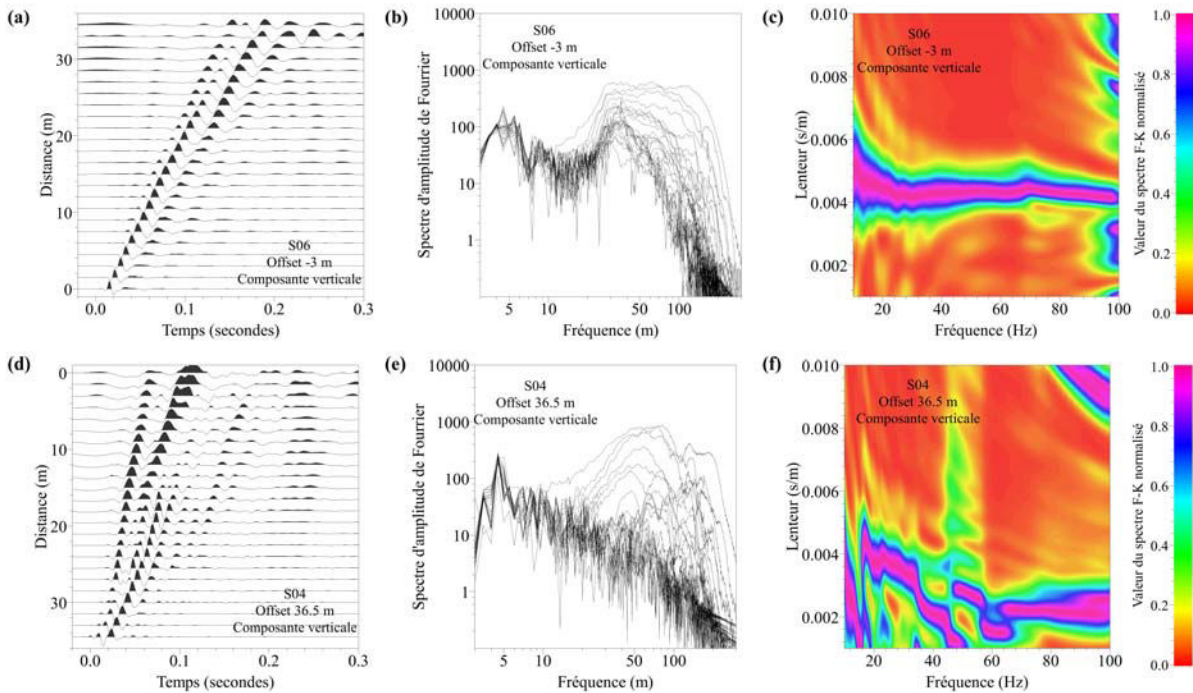 (a)
30
20
10
0
Distance (m)
S06
Offset -3 m
Composante verticale
0.0 0.1 0.2 0.3
Temps (secondes)
(b)
10000
1000
100
10
1
Spectre d'amplitude de Fourrier
S06
Offset -3 m
Composante verticale
5 10 50 100
Fréquence (m)
(c)
0.010
0.008
0.006
0.004
0.002
Lenteur (s/m)
S06
Offset -3 m
Composante verticale
20 40 60 80 100
Fréquence (Hz)
1.0
0.8
0.6
0.4
0.2
0.0
Valeur du spectre F-K normalisé
(d)
0
10
20
30
Distance (m)
S04
Offset 36.5 m
Composante verticale
0.0 0.1 0.2 0.3
Temps (secondes)
(e)
10000
1000
100
10
1
Spectre d'amplitude de Fourrier
S04
Offset 36.5 m
Composante verticale
5 10 50 100
Fréquence (m)
(f)
0.010
0.008
0.006
0.004
0.002
Lenteur (s/m)
S04
Offset 36.5 m
Composante verticale
20 40 60 80 100
Fréquence (Hz)
1.0
0.8
0.6
0.4
0.2
0.0
Valeur du spectre F-K normalisé